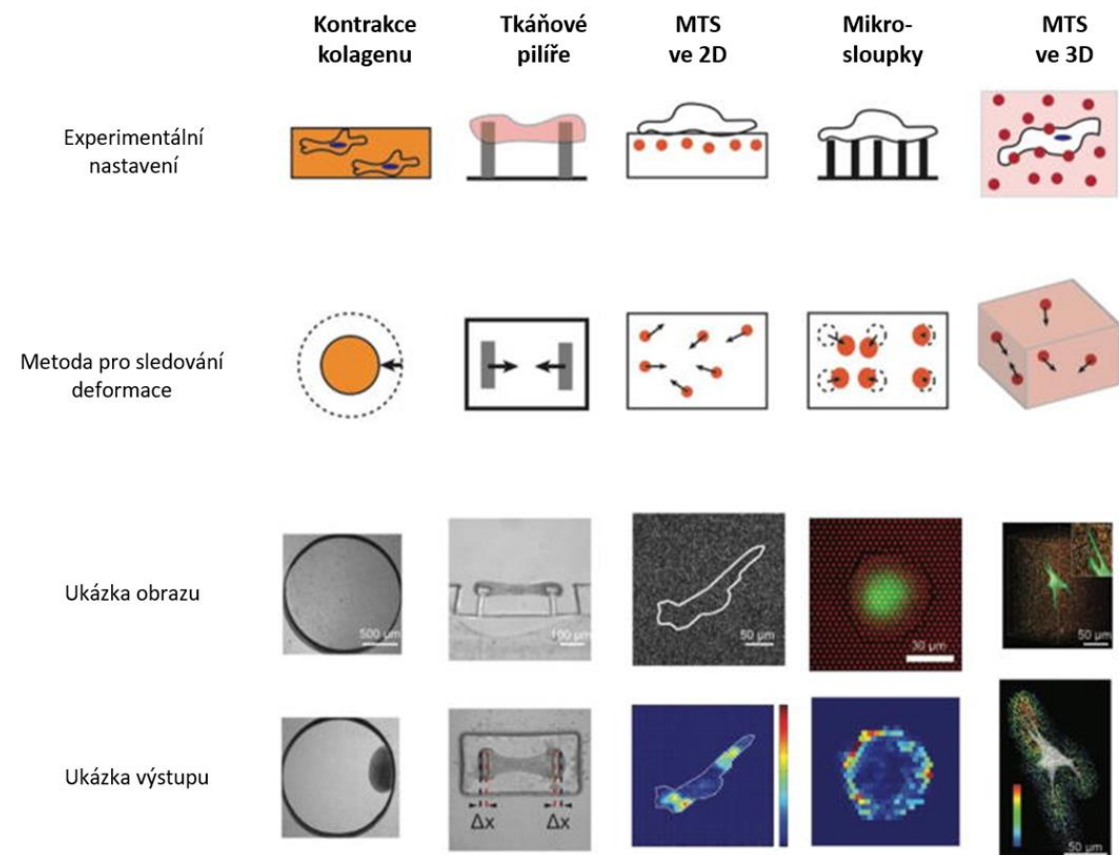 Kontrakce
kolagenu
Tkáňové
pilíře
MTS
ve 2D
Mikro-
sloupky
MTS
ve 3D
Experimentální
nastavení
Metoda pro sledování
deformace
Ukázka obrazu
500 µm
100 µm
50 µm
30 µm
50 µm
Ukázka výstupu
Δx
Δx
50 µm